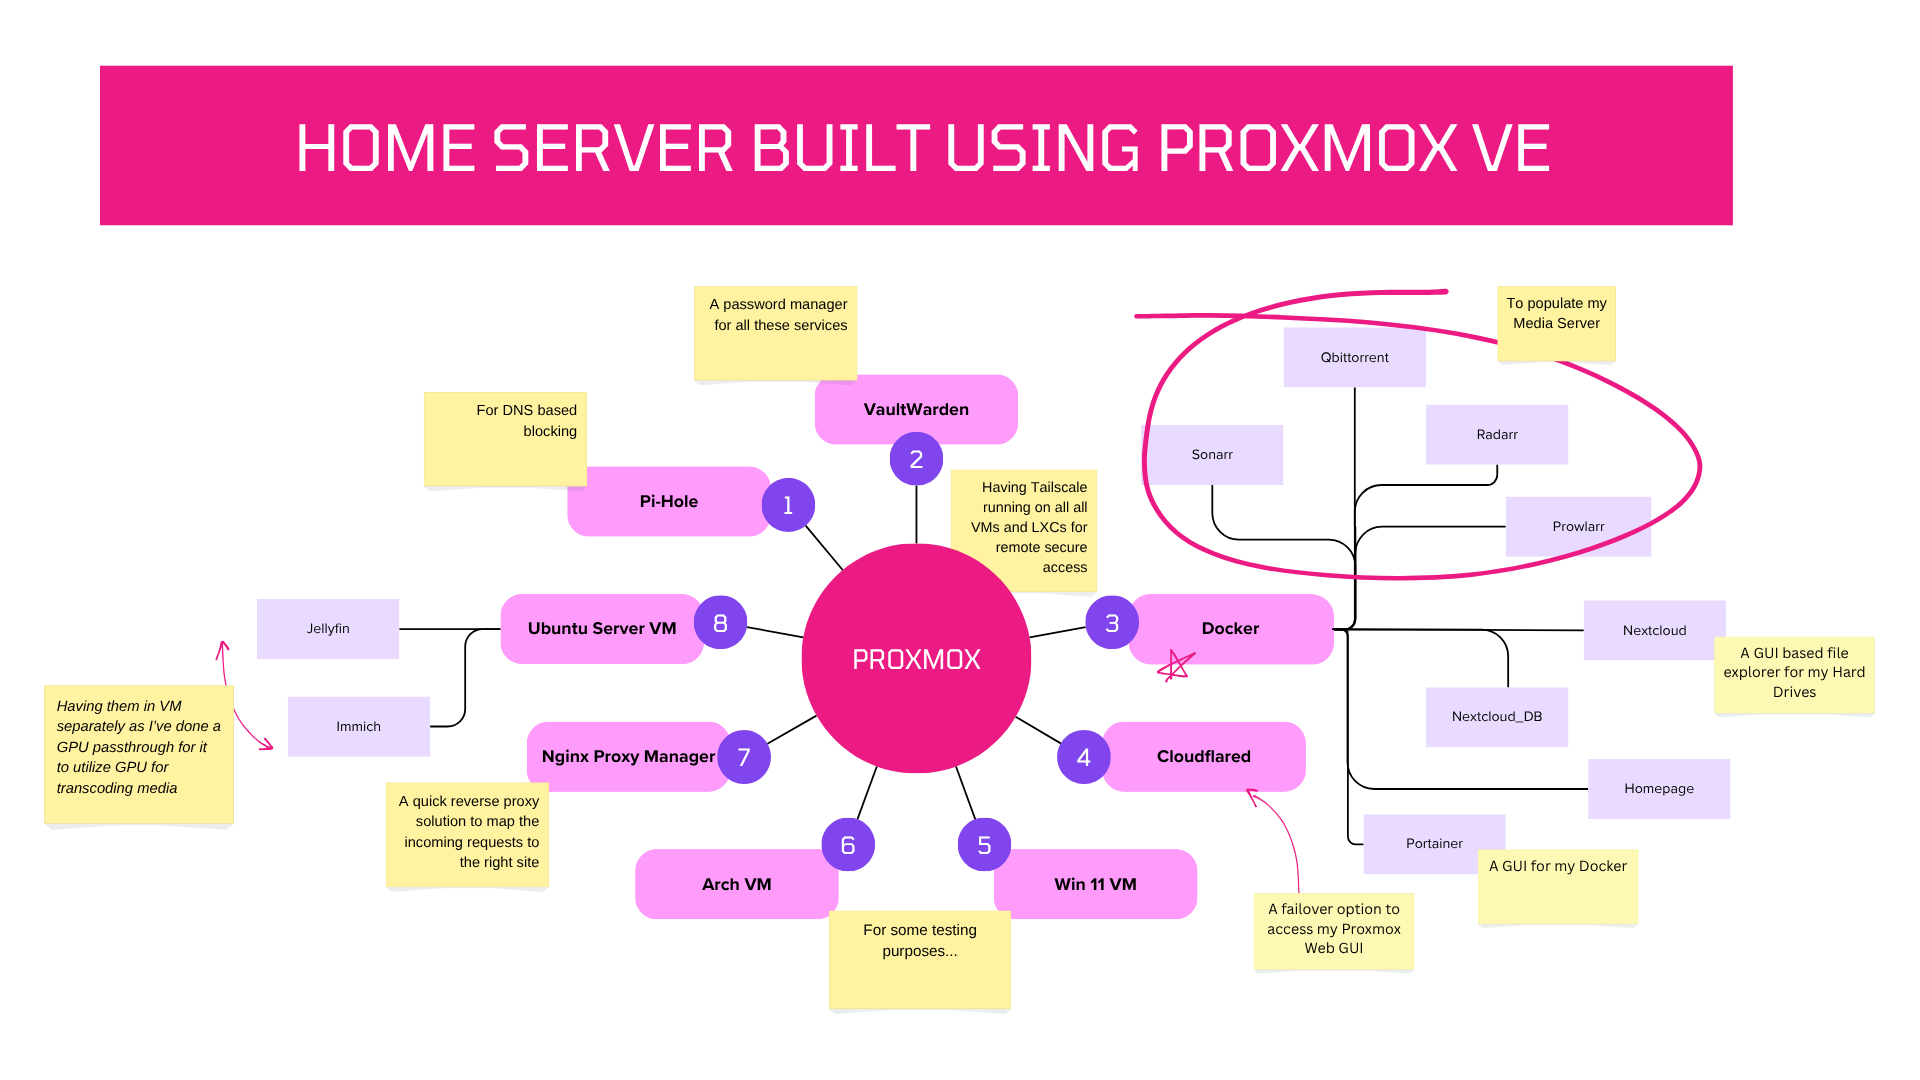 HOME SERVER BUILT USING PROXMOX VE
A password manager
for all these services
To populate my
Media Server
Qbittorrent
For DNS based
blocking
VaultWarden
2
Radarr
Sonarr
Pi-Hole
1
Having Tailscale
running on all all
VMs and LXCs for
remote secure
access
Prowlarr
Jellyfin
Ubuntu Server VM
8
PROXMOX
3
Docker
Nextcloud
A GUI based file
explorer for my Hard
Drives
Having them in VM
separately as I've done a
GPU passthrough for it
to utilize GPU for
transcoding media
Immich
Nextcloud_DB
Nginx Proxy Manager
7
4
Cloudflared
Homepage
A quick reverse proxy
solution to map the
incoming requests to
the right site
6
5
Portainer
A GUI for my Docker
Arch VM
Win 11 VM
For some testing
purposes...
A failover option to
access my Proxmox
Web GUI